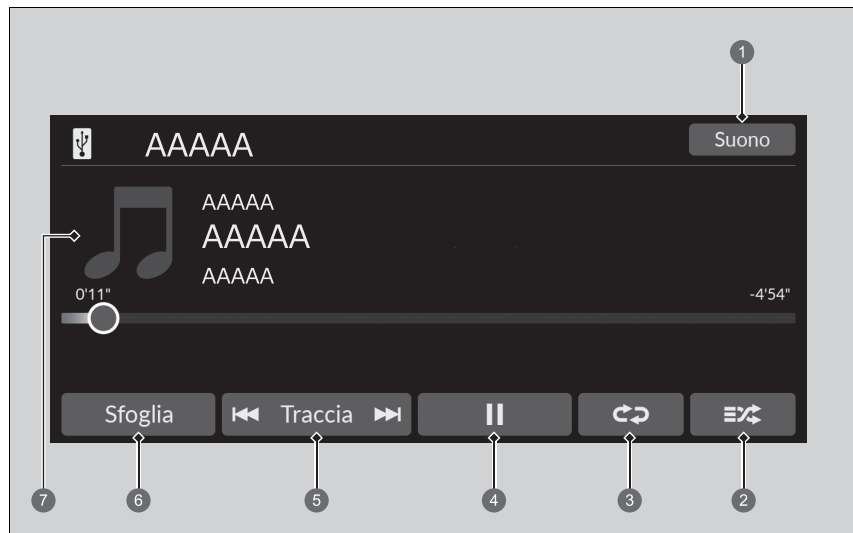 1
AAAAA
Suono
AAAAA
AAAAA
AAAAA
0'11"
-4'54"
Sfoglia
Traccia
7
6
5
4
3
2